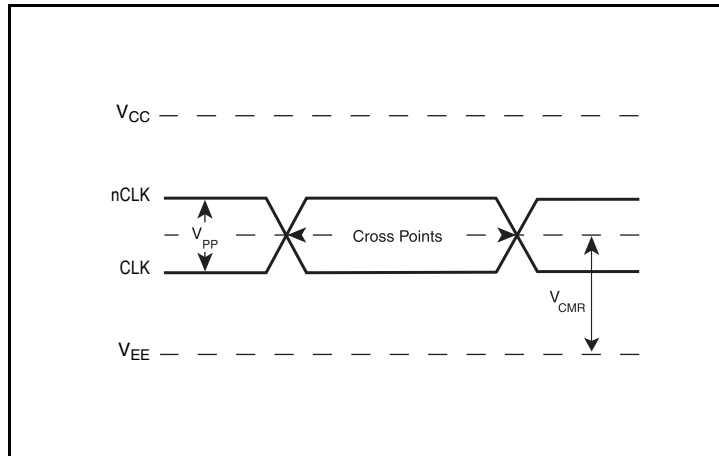 VCC
nCLK
VPP
Cross Points
CLK
VCMR
VEE